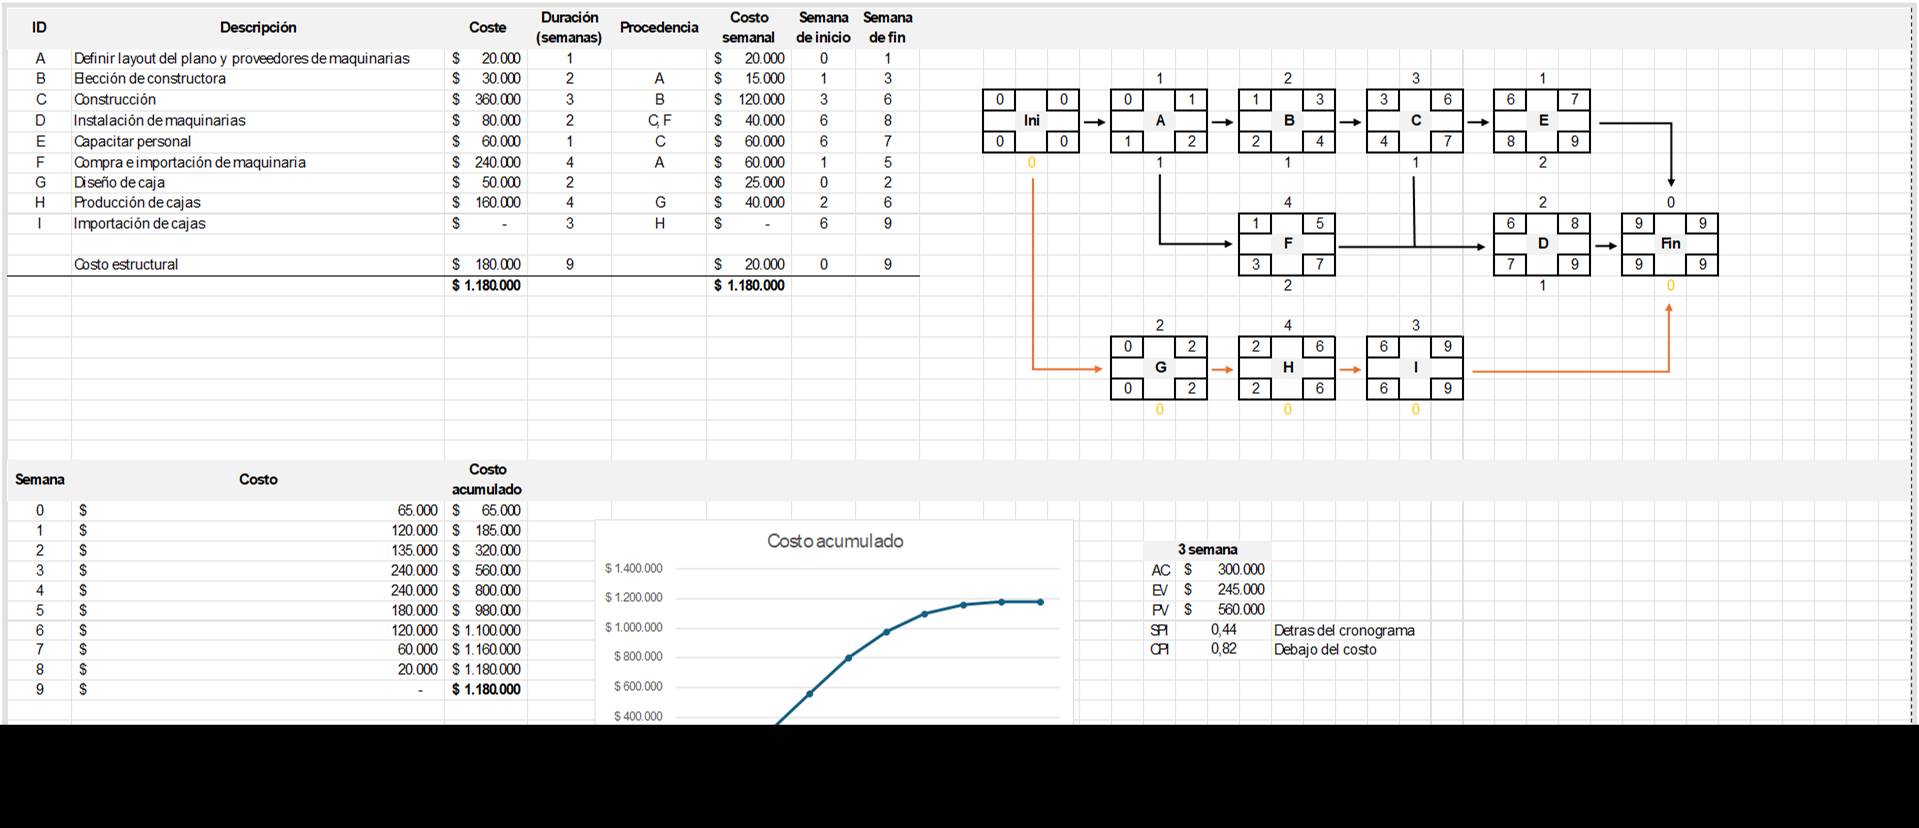 ID Descripción Coste Duración (semanas) Procedencia Costo semanal Semana de inicio Semana de fin
A Definir layout del plano y proveedores de maquinarias $ 20.000 1 $ 20.000 0 1
B Elección de constructora $ 30.000 2 A $ 15.000 1 3
C Construcción $ 360.000 3 B $ 120.000 3 6
D Instalación de maquinarias $ 80.000 2 C, F $ 40.000 6 8
E Capacitar personal $ 60.000 1 C $ 60.000 6 7
F Compra e importación de maquinaria $ 240.000 4 A $ 60.000 1 5
G Diseño de caja $ 50.000 2 $ 25.000 0 2
H Producción de cajas $ 160.000 4 G $ 40.000 2 6
I Importación de cajas $ - 3 H $ - 6 9
Costo estructural $ 180.000 9 $ 20.000 0 9
$ 1.180.000 $ 1.180.000
1 2 3 1
0 0 0 1 1 3 3 6 6 7
Ini A B C E
0 0 1 2 2 4 4 7 8 9
0 1 1 1 2
4 2 0
1 5 6 8 9 9
F D Fin
3 7 7 9 9 9
2 1 0
2 4 3
0 2 2 6 6 9
G H I
0 2 2 6 6 9
0 0 0
Semana Costo Costo acumulado
0 $ 65.000 $ 65.000
1 $ 120.000 $ 185.000
2 $ 135.000 $ 320.000
3 $ 240.000 $ 560.000
4 $ 240.000 $ 800.000
5 $ 180.000 $ 980.000
6 $ 120.000 $ 1.100.000
7 $ 60.000 $ 1.160.000
8 $ 20.000 $ 1.180.000
9 $ - $ 1.180.000
Costo acumulado
$ 1.400.000
$ 1.200.000
$ 1.000.000
$ 800.000
$ 600.000
$ 400.000
3 semana
AC $ 300.000
EV $ 245.000
PV $ 560.000
SPI 0,44 Detras del cronograma
CPI 0,82 Debajo del costo